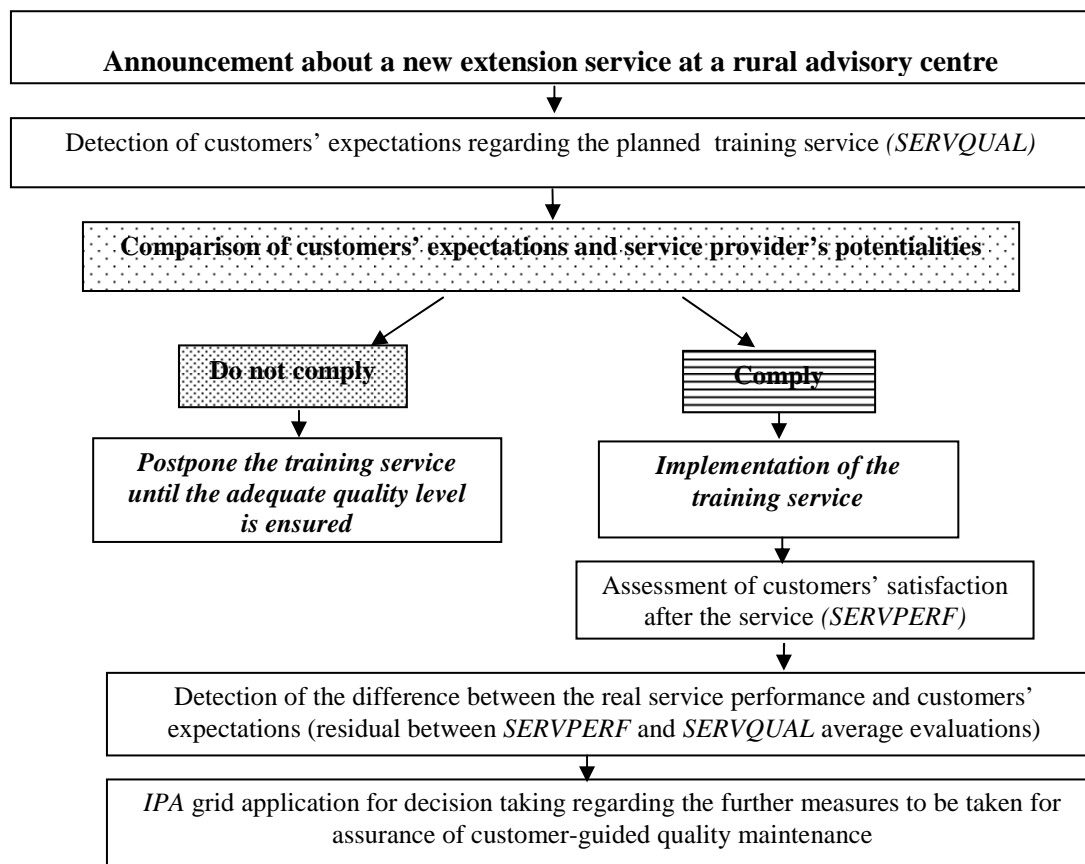 Announcement about a new extension service at a rural advisory centre
Detection of customers’ expectations regarding the planned training service (SERVQUAL)
Comparison of customers’ expectations and service provider’s potentialities
Do not comply
Comply
Postpone the training service
until the adequate quality level
is ensured
Implementation of the
training service
Assessment of customers’ satisfaction
after the service (SERVPERF)
Detection of the difference between the real service performance and customers’
expectations (residual between SERVPERF and SERVQUAL average evaluations)
IPA grid application for decision taking regarding the further measures to be taken for
assurance of customer-guided quality maintenance